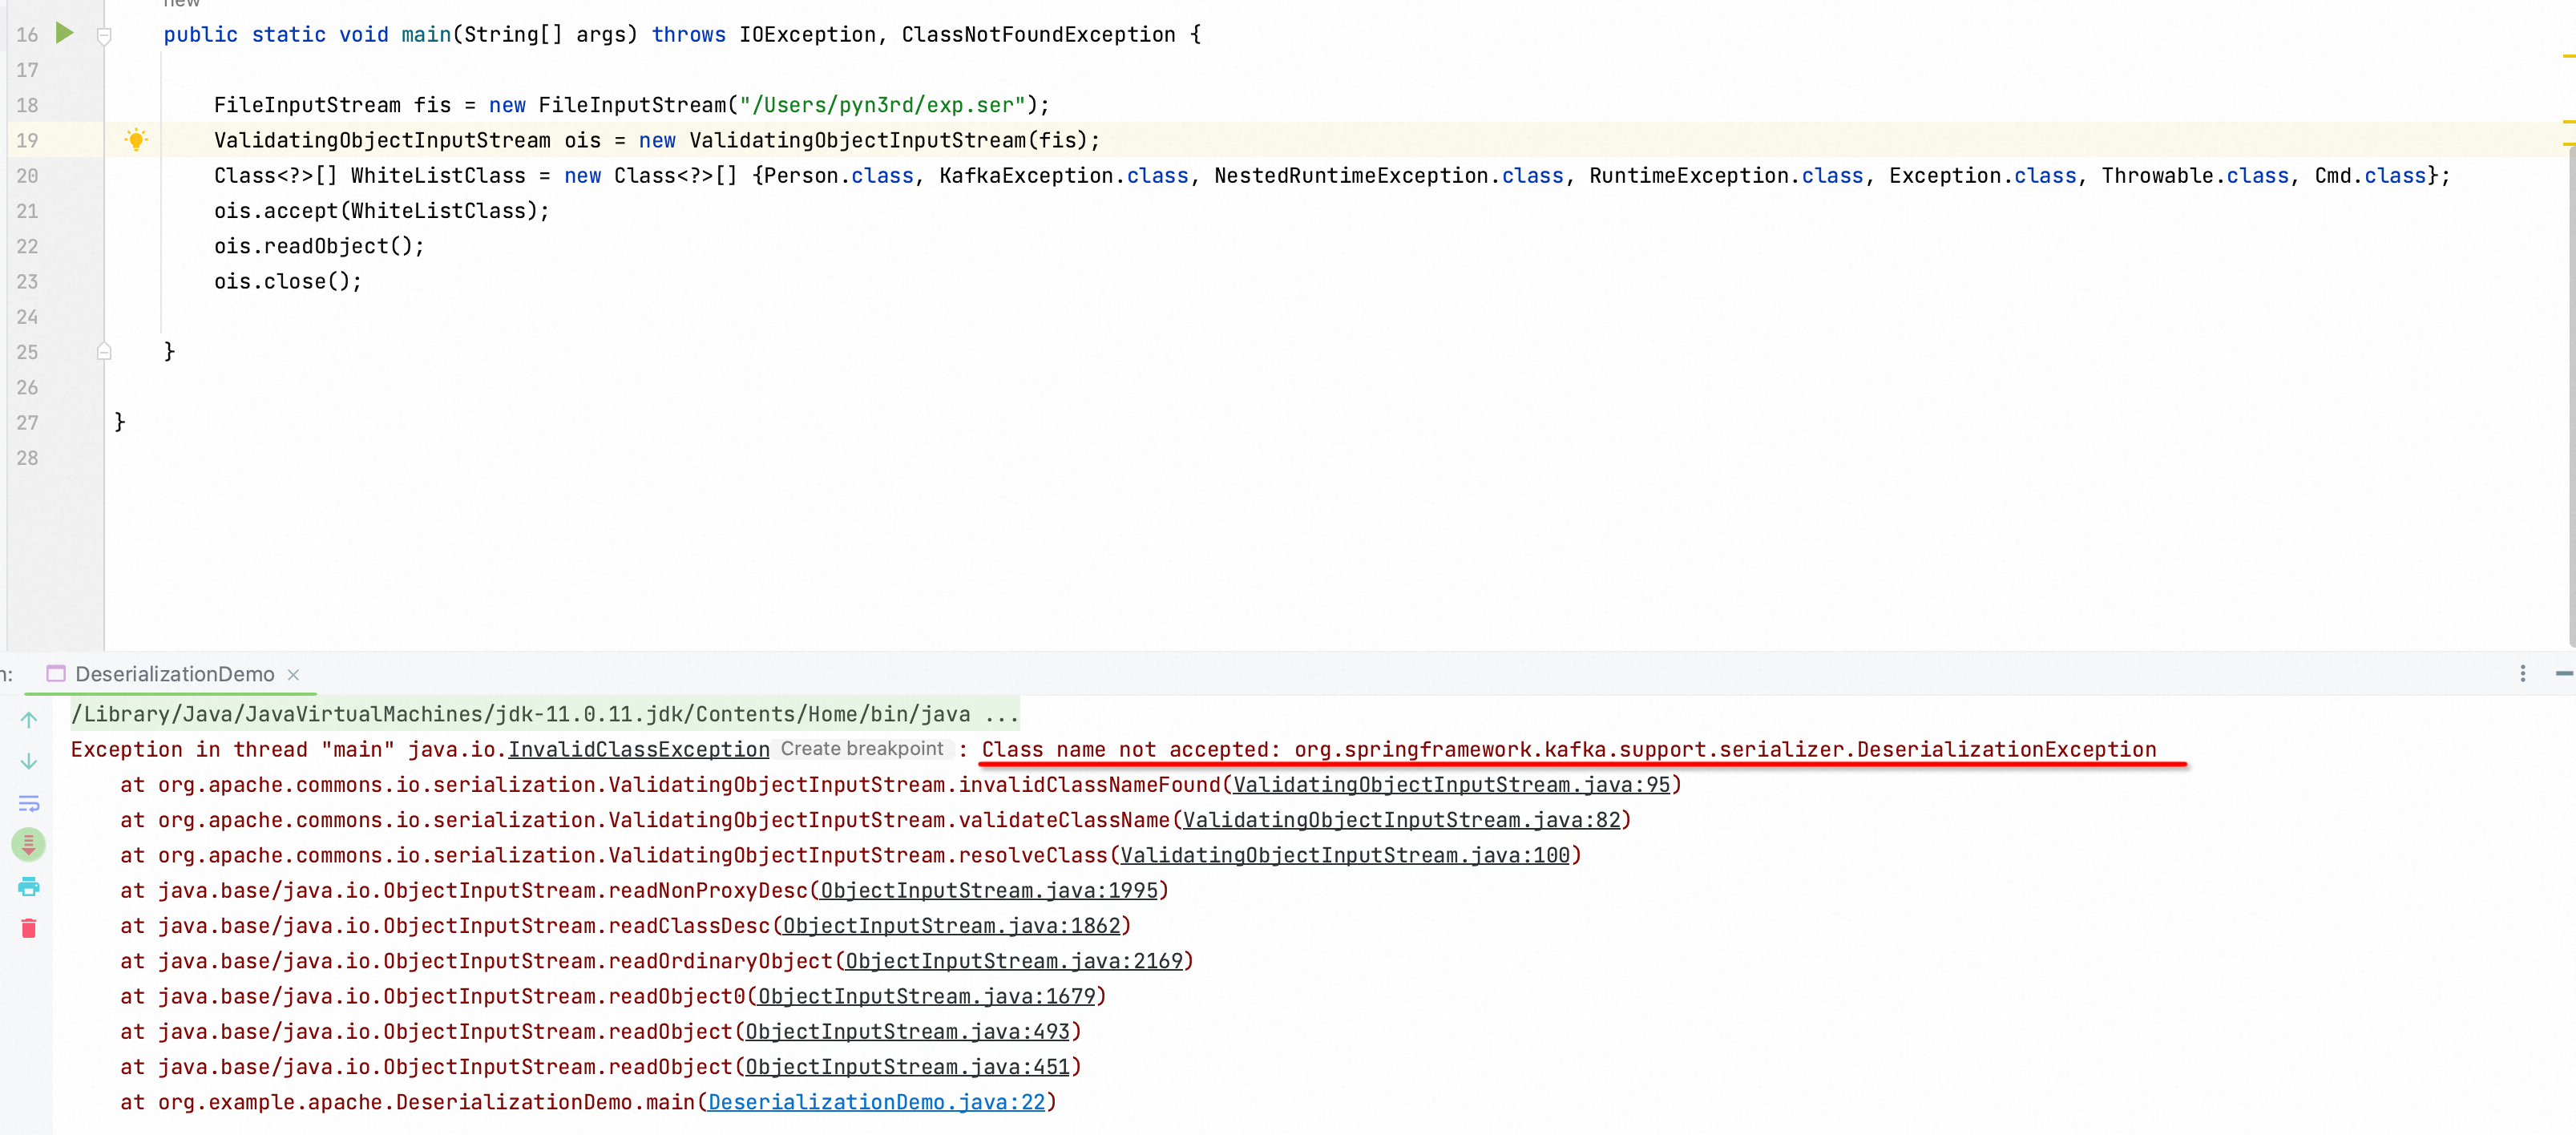 new
16 public static void main(String[] args) throws IOException, ClassNotFoundException {
17
18 FileInputStream fis = new FileInputStream("/Users/pyn3rd/exp.ser");
19 ValidatingObjectInputStream ois = new ValidatingObjectInputStream(fis);
20 Class<?>[] WhiteListClass = new Class<?>[] {Person.class, KafkaException.class, NestedRuntimeException.class, RuntimeException.class, Exception.class, Throwable.class, Cmd.class};
21 ois.accept(WhiteListClass);
22 ois.readObject();
23 ois.close();
24
25 }
26
27 }
28
n: DeserializationDemo ×
/Library/Java/JavaVirtualMachines/jdk-11.0.11.jdk/Contents/Home/bin/java ...
Exception in thread "main" java.io.InvalidClassException Create breakpoint : Class name not accepted: org.springframework.kafka.support.serializer.DeserializationException
at org.apache.commons.io.serialization.ValidatingObjectInputStream.invalidClassNameFound(ValidatingObjectInputStream.java:95)
at org.apache.commons.io.serialization.ValidatingObjectInputStream.validateClassName(ValidatingObjectInputStream.java:82)
at org.apache.commons.io.serialization.ValidatingObjectInputStream.resolveClass(ValidatingObjectInputStream.java:100)
at java.base/java.io.ObjectInputStream.readNonProxyDesc(ObjectInputStream.java:1995)
at java.base/java.io.ObjectInputStream.readClassDesc(ObjectInputStream.java:1862)
at java.base/java.io.ObjectInputStream.readOrdinaryObject(ObjectInputStream.java:2169)
at java.base/java.io.ObjectInputStream.readObject0(ObjectInputStream.java:1679)
at java.base/java.io.ObjectInputStream.readObject(ObjectInputStream.java:493)
at java.base/java.io.ObjectInputStream.readObject(ObjectInputStream.java:451)
at org.example.apache.DeserializationDemo.main(DeserializationDemo.java:22)